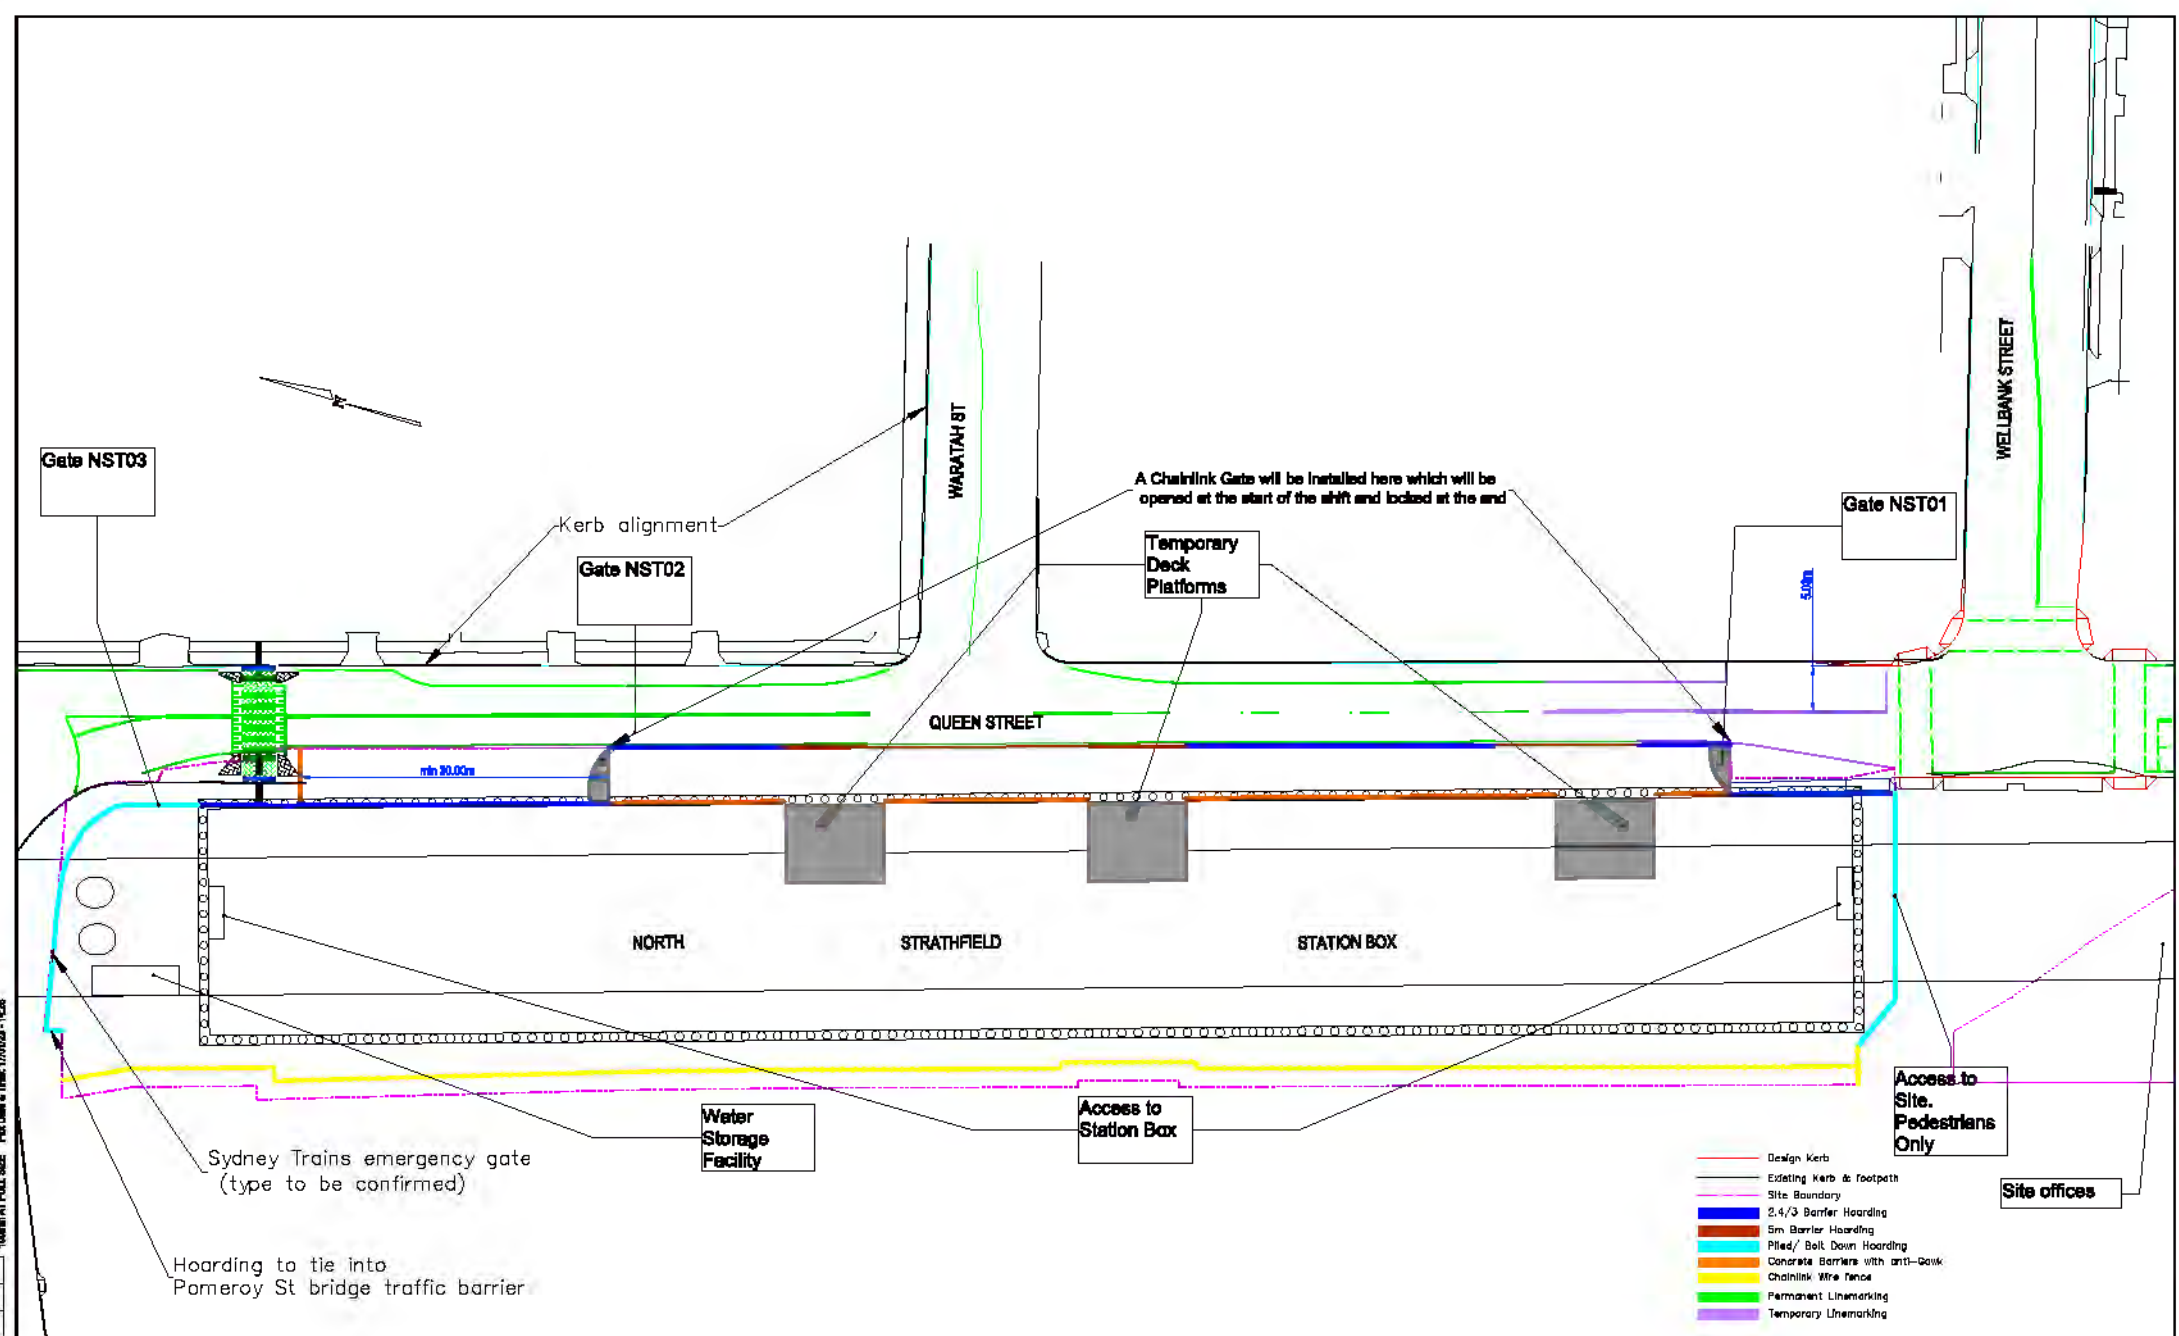 WELLBANK STREET
WARATAH ST
Gate NST03
A Chainlink Gate will be installed here which will be
opened at the start of the shift and locked at the end
Gate NST01
Kerb alignment
Temporary
Deck
Platforms
Gate NST02
QUEEN STREET
NORTH STRATHFIELD STATION BOX
Water
Storage
Facility
Access to
Station Box
Access to
Site.
Pedestrians
Only
Sydney Trains emergency gate
(type to be confirmed)
Site offices
Hoarding to tie into
Pomeroy St bridge traffic barrier
Design Kerb
Existing Kerb & Footpath
Site Boundary
2.4/3 Barrier Hoarding
5m Barrier Hoarding
Piled/ Bolt Down Hoarding
Concrete Barriers with anti-Gawk
Chainlink Wire Fence
Permanent Linemarking
Temporary Linemarking